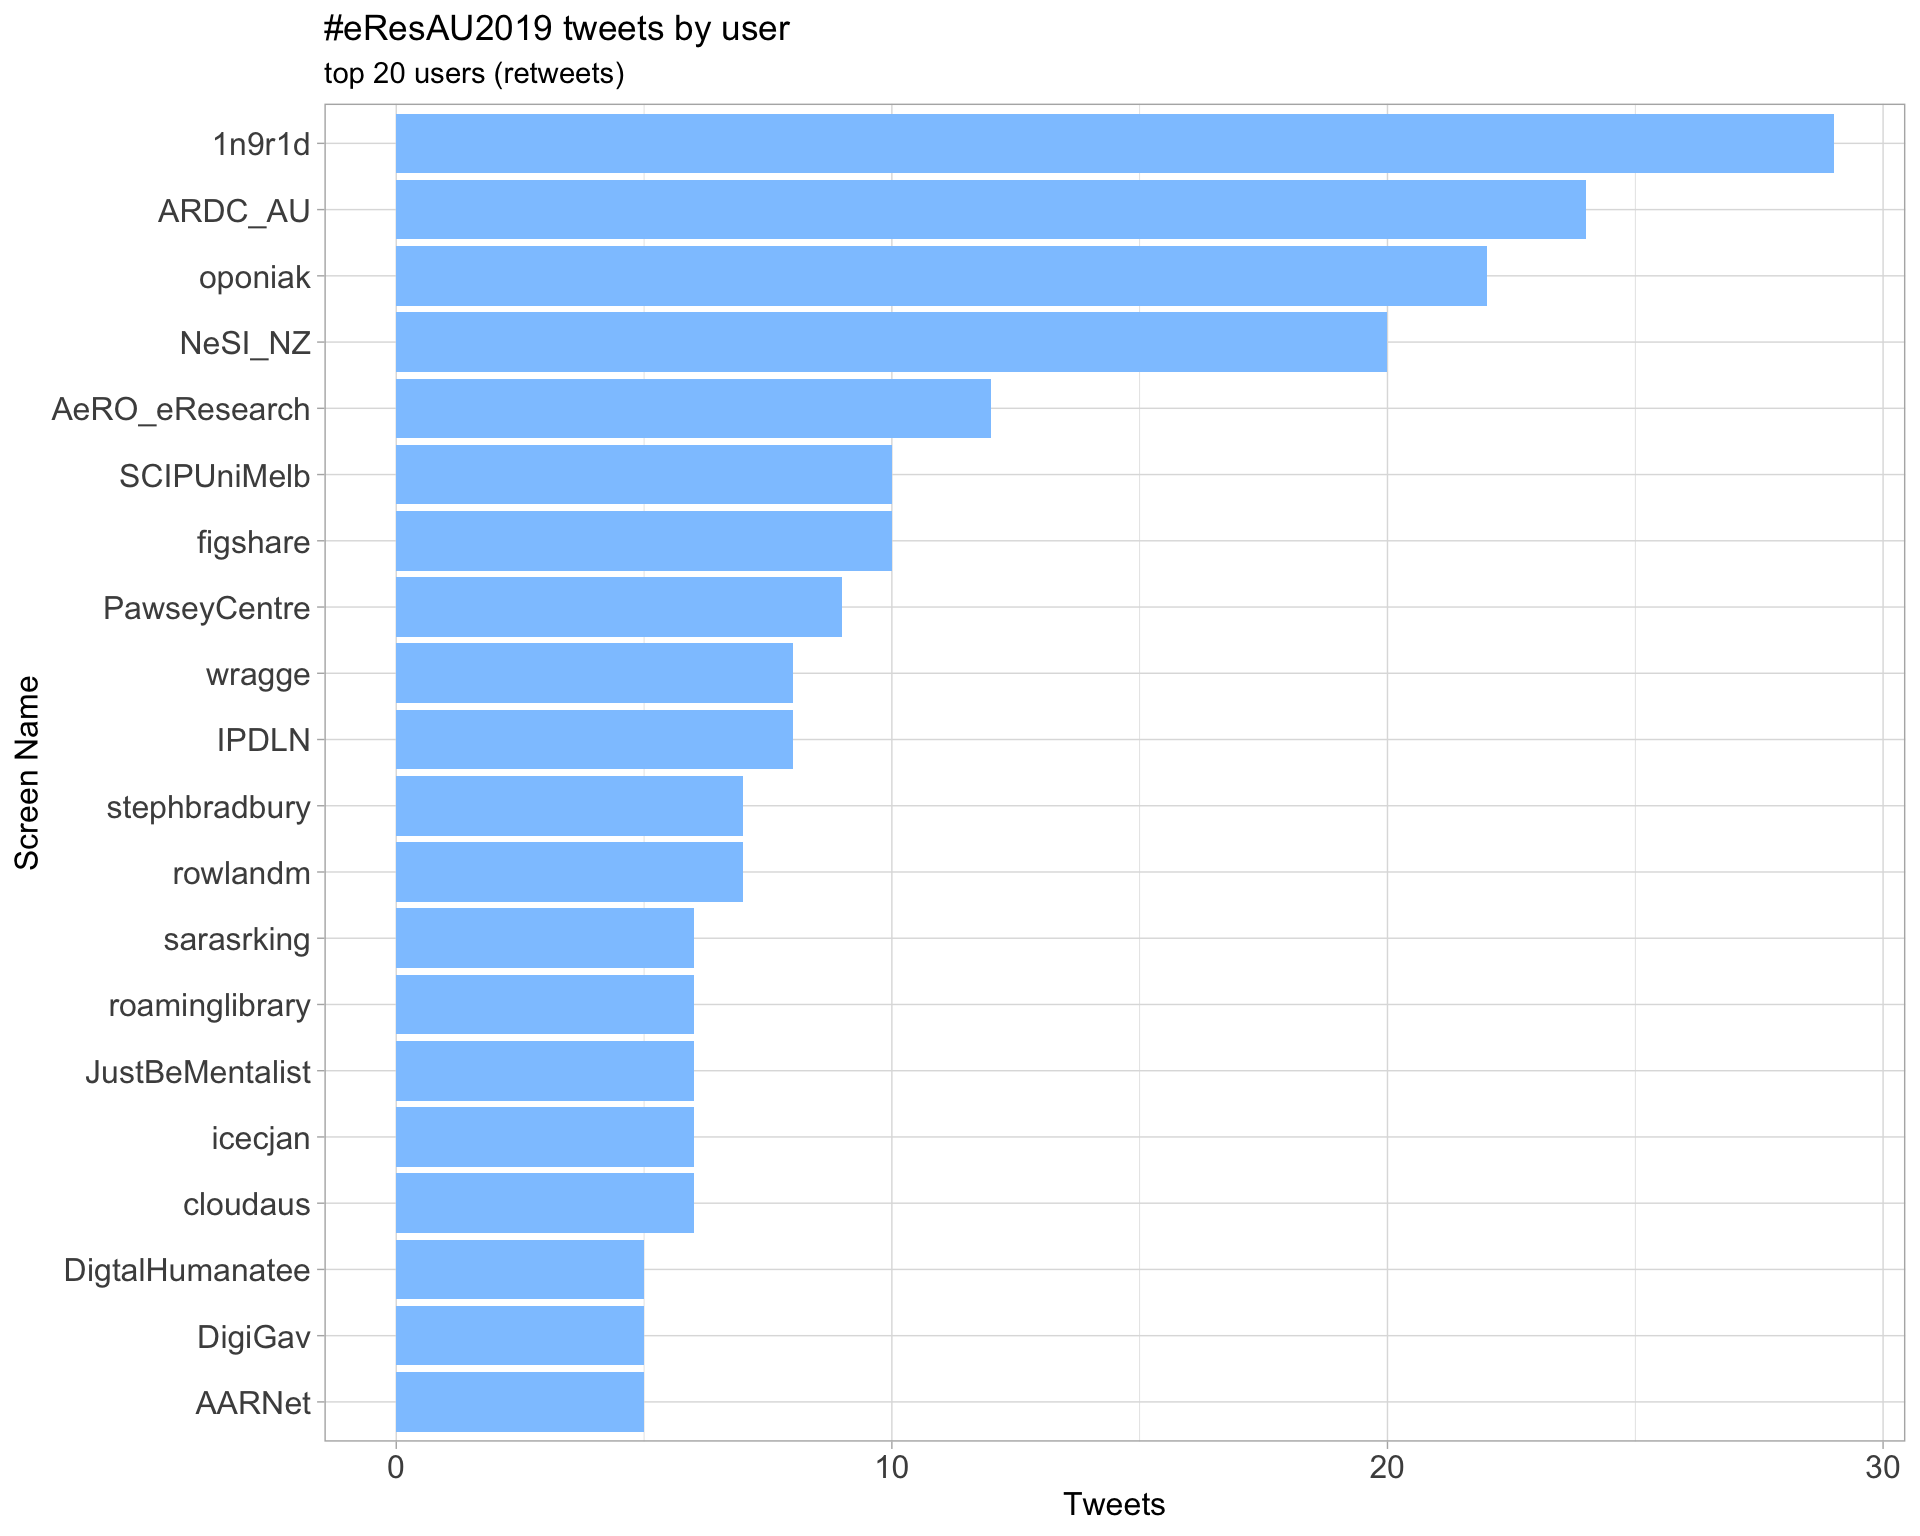 #eResAU2019 tweets by user
top 20 users (retweets)
Screen Name
1n9r1d
ARDC_AU
oponiak
NeSI_NZ
AeRO_eResearch
SCIPUniMelb
figshare
PawseyCentre
wragge
IPDLN
stephbradbury
rowlandm
sarasrking
roaminglibrary
JustBeMentalist
icecjan
cloudaus
DigtalHumanatee
DigiGav
AARNet
0 10 20 30
Tweets